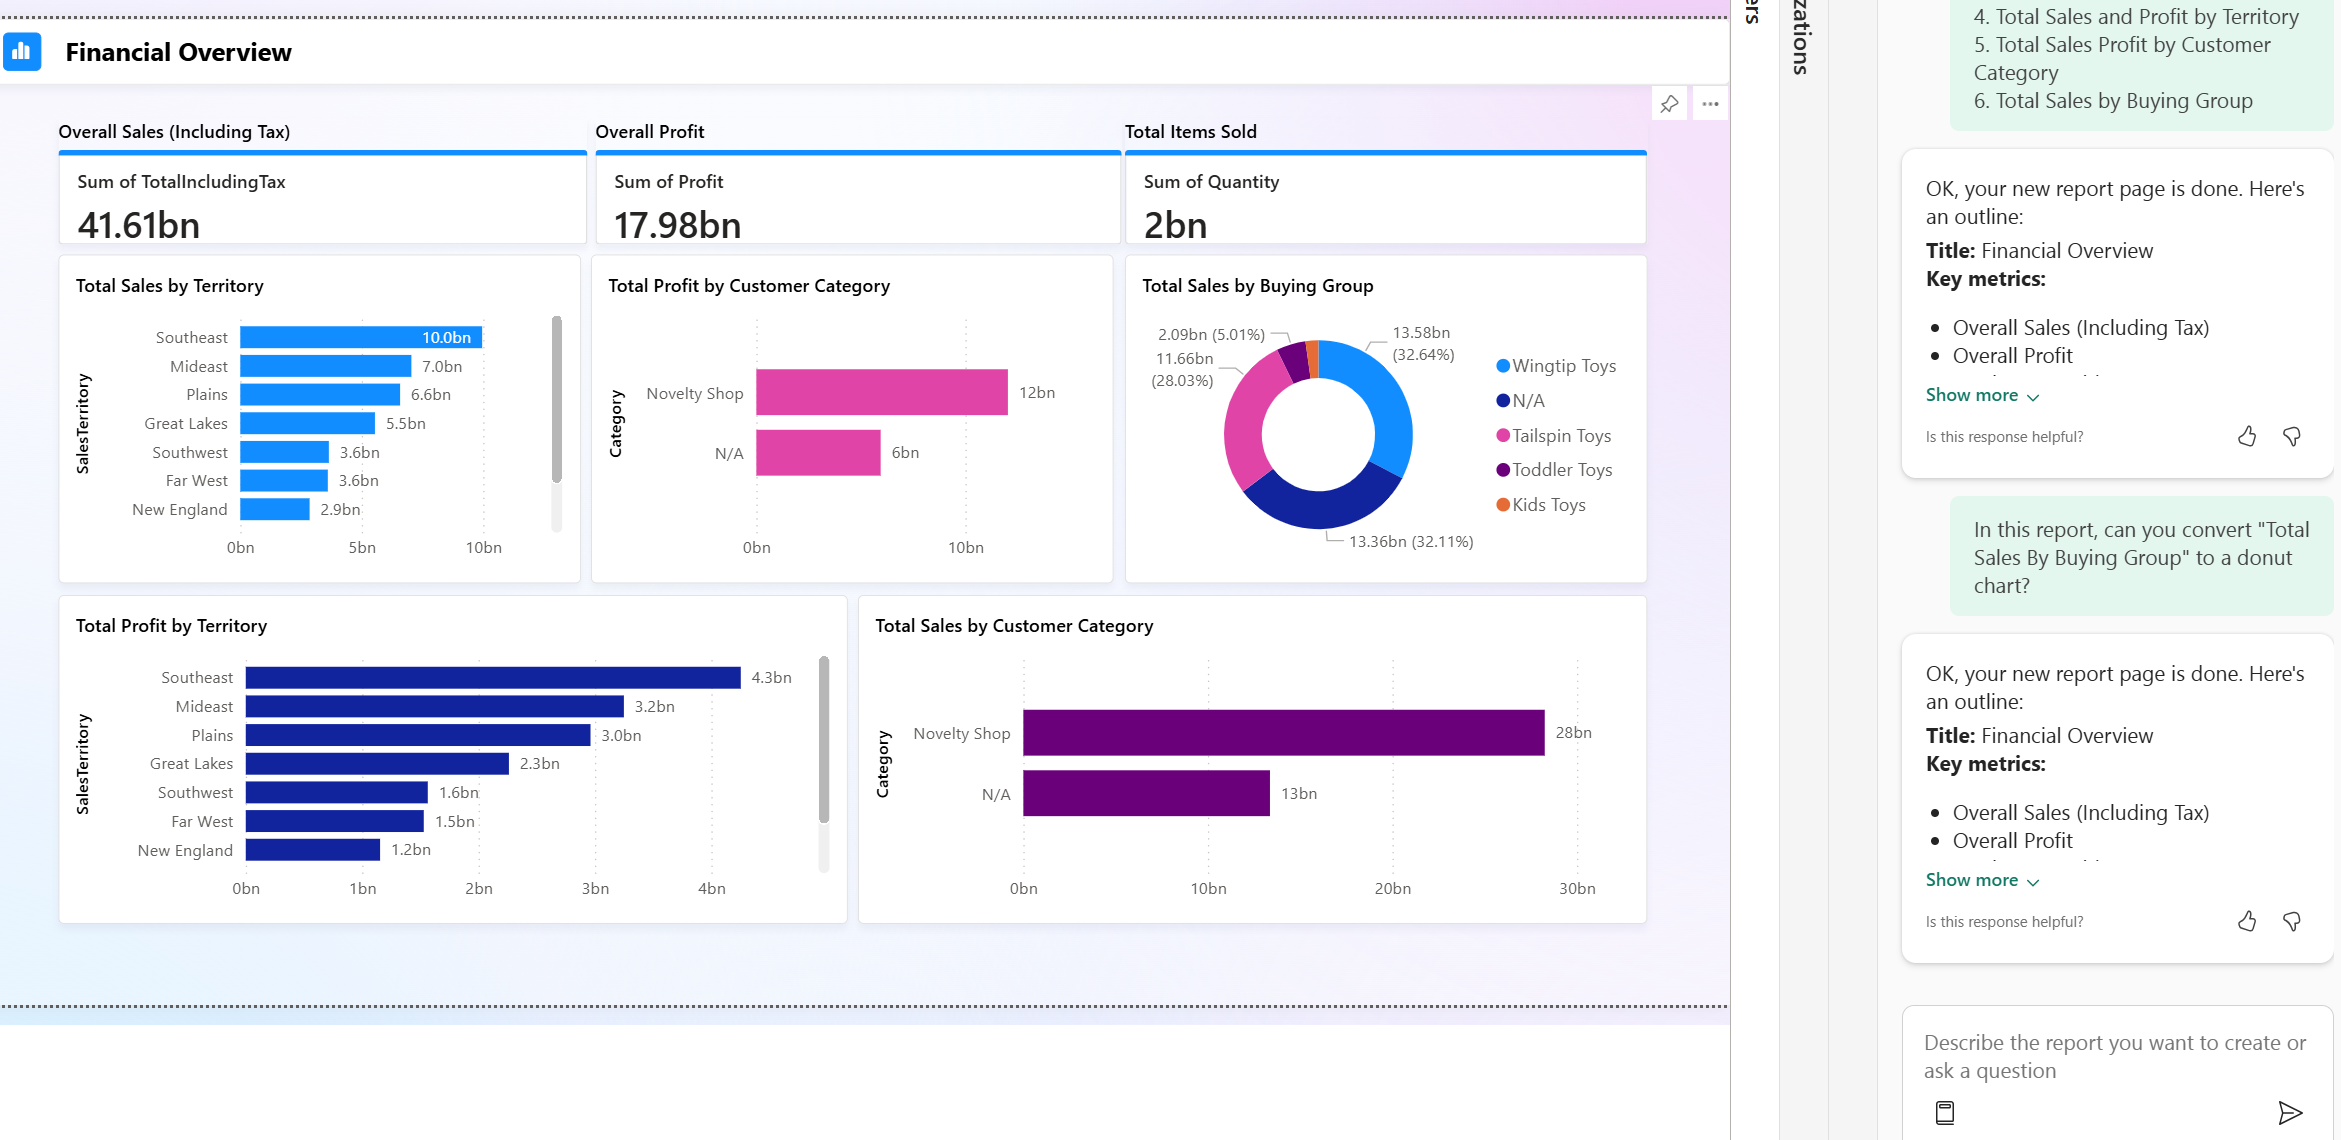 Financial Overview
Overall Sales (Including Tax)
Sum of TotalIncludingTax
41.61bn
Overall Profit
Sum of Profit
17.98bn
Total Items Sold
Sum of Quantity
2bn
Total Sales by Territory
SalesTerritory
Southeast 10.0bn
Mideast 7.0bn
Plains 6.6bn
Great Lakes 5.5bn
Southwest 3.6bn
Far West 3.6bn
New England 2.9bn
0bn 5bn 10bn
Total Profit by Customer Category
Category
Novelty Shop 12bn
N/A 6bn
0bn 10bn
Total Sales by Buying Group
2.09bn (5.01%)
11.66bn
(28.03%)
13.58bn
(32.64%)
13.36bn (32.11%)
Wingtip Toys
N/A
Tailspin Toys
Toddler Toys
Kids Toys
Total Profit by Territory
SalesTerritory
Southeast 4.3bn
Mideast 3.2bn
Plains 3.0bn
Great Lakes 2.3bn
Southwest 1.6bn
Far West 1.5bn
New England 1.2bn
0bn 1bn 2bn 3bn 4bn
Total Sales by Customer Category
Category
Novelty Shop 28bn
N/A 13bn
0bn 10bn 20bn 30bn
ers
zations
4. Total Sales and Profit by Territory
5. Total Sales Profit by Customer
Category
6. Total Sales by Buying Group
OK, your new report page is done. Here's
an outline:
Title: Financial Overview
Key metrics:
• Overall Sales (Including Tax)
• Overall Profit
Show more
Is this response helpful?
In this report, can you convert "Total
Sales By Buying Group" to a donut
chart?
OK, your new report page is done. Here's
an outline:
Title: Financial Overview
Key metrics:
• Overall Sales (Including Tax)
• Overall Profit
Show more
Is this response helpful?
Describe the report you want to create or
ask a question